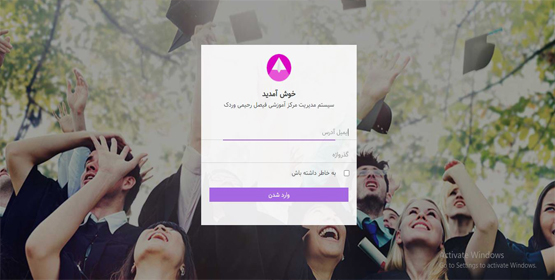 خوش آمدید
سیستم مدیریت مرکز آموزشی فیصل رحیمی وردک
ایمیل آدرس
گذرواژه
به خاطر داشته باش
وارد شدن
Activate Windows
Go to Settings to activate Windows.